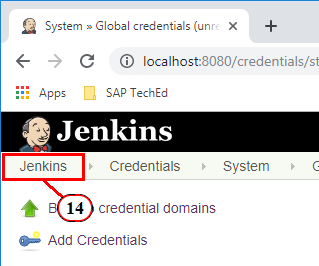 System » Global credentials (unre
localhost:8080/credentials/st
Apps SAP TechEd
Jenkins
Jenkins Credentials System G
14 credential domains
Add Credentials